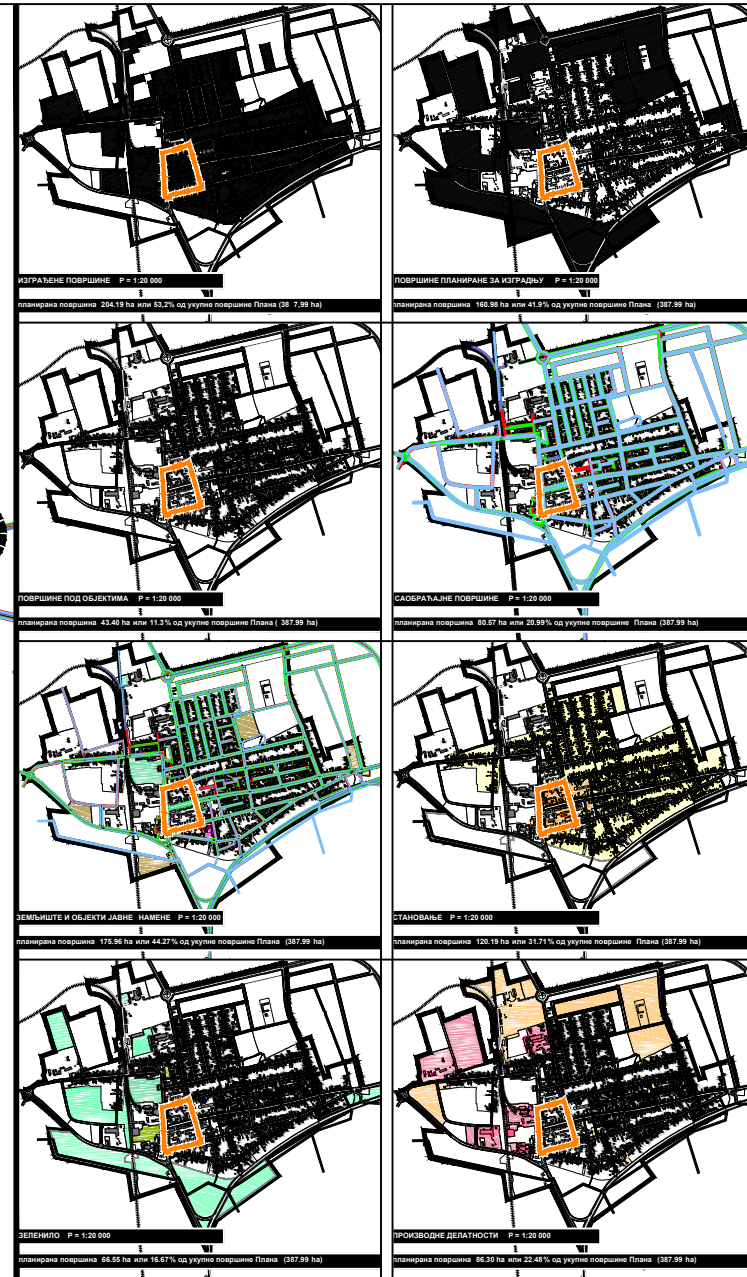 ИЗГРАЂЕНЕ ПОВРШИНЕ P = 1:20 000
планирана површина 204.19 ha или 53,2% од укупне површине Плана (38 7,99 ha)
ПОВРШИНЕ ПЛАНИРАНЕ ЗА ИЗГРАДЊУ P = 1:20 000
планирана површина 160.98 ha или 41.9% од укупне површине Плана (387.99 ha)
ПОВРШИНЕ ПОД ОБЈЕКТИМА P = 1:20 000
планирана површина 43.40 ha или 11.3% од укупне површине Плана ( 387.99 ha)
САОБРАЋАЈНЕ ПОВРШИНЕ P = 1:20 000
планирана површина 80.57 ha или 20.99% од укупне површине Плана (387.99 ha)
ЗЕМЉИШТЕ И ОБЈЕКТИ ЈАВНЕ НАМЕНЕ P = 1:20 000
планирана површина 175.96 ha или 44.27% од укупне површине Плана (387.99 ha)
СТАНОВАЊЕ P = 1:20 000
планирана површина 120.19 ha или 31.71% од укупне површине Плана (387.99 ha)
ЗЕЛЕНИЛО P = 1:20 000
планирана површина 66.55 ha или 16.67% од укупне површине Плана (387.99 ha)
ПРОИЗВОДНЕ ДЕЛАТНОСТИ P = 1:20 000
планирана површина 86.30 ha или 22.48% од укупне површине Плана (387.99 ha)